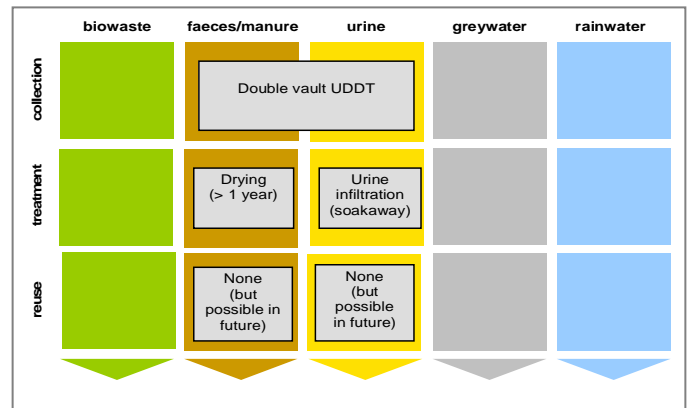 biowaste faeces/manure urine greywater rainwater
collection
Double vault UDDT
treatment
Drying
(> 1 year)
Urine
infiltration
(soakaway)
reuse
None
(but
possible in
future)
None
(but
possible
in future)